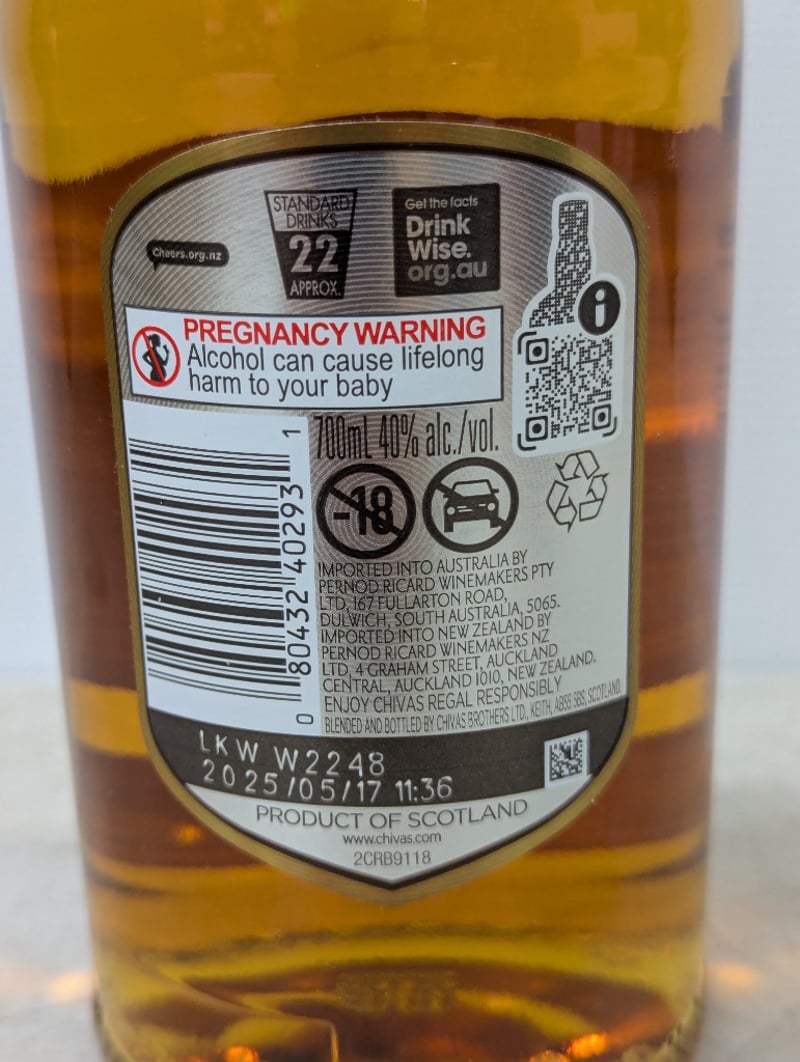 STANDARD
DRINKS
22
APPROX.
Get the facts
Drink
Wise.
org.au
Cheers.org.nz
i
PREGNANCY WARNING
Alcohol can cause lifelong
harm to your baby
700mL 40% alc./vol.
-18
0 80432 40293 1
IMPORTED INTO AUSTRALIA BY
PERNOD RICARD WINEMAKERS PTY
LTD, 167 FULLARTON ROAD,
DULWICH, SOUTH AUSTRALIA, 5065.
IMPORTED INTO NEW ZEALAND BY
PERNOD RICARD WINEMAKERS NZ
LTD, 4 GRAHAM STREET, AUCKLAND
CENTRAL, AUCKLAND 1010, NEW ZEALAND.
ENJOY CHIVAS REGAL RESPONSIBLY
BLENDED AND BOTTLED BY CHIVAS BROTHERS LTD., KEITH, AB55 5BS, SCOTLAND.
LKW W2248
2025/05/17 11:36
PRODUCT OF SCOTLAND
www.chivas.com
2CRB9118